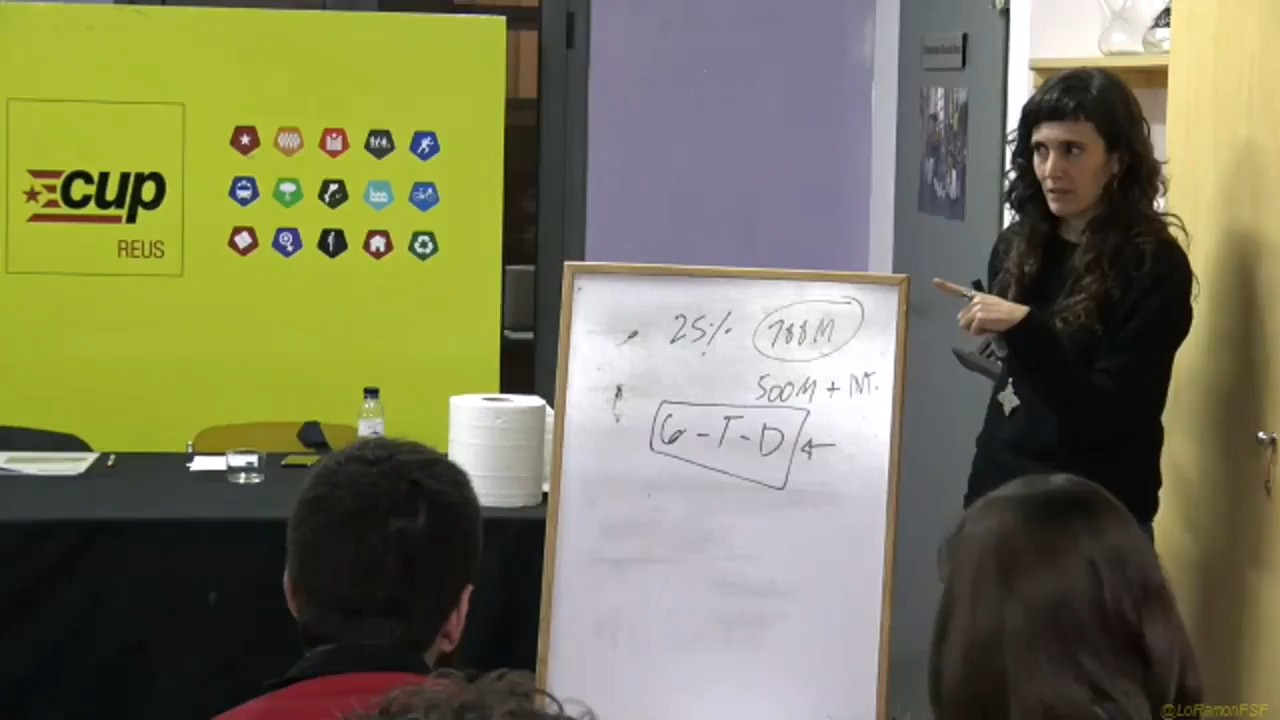 cup
REUS
25% 788M
500M + INT.
G-T-D ←
@LoRamonFSF